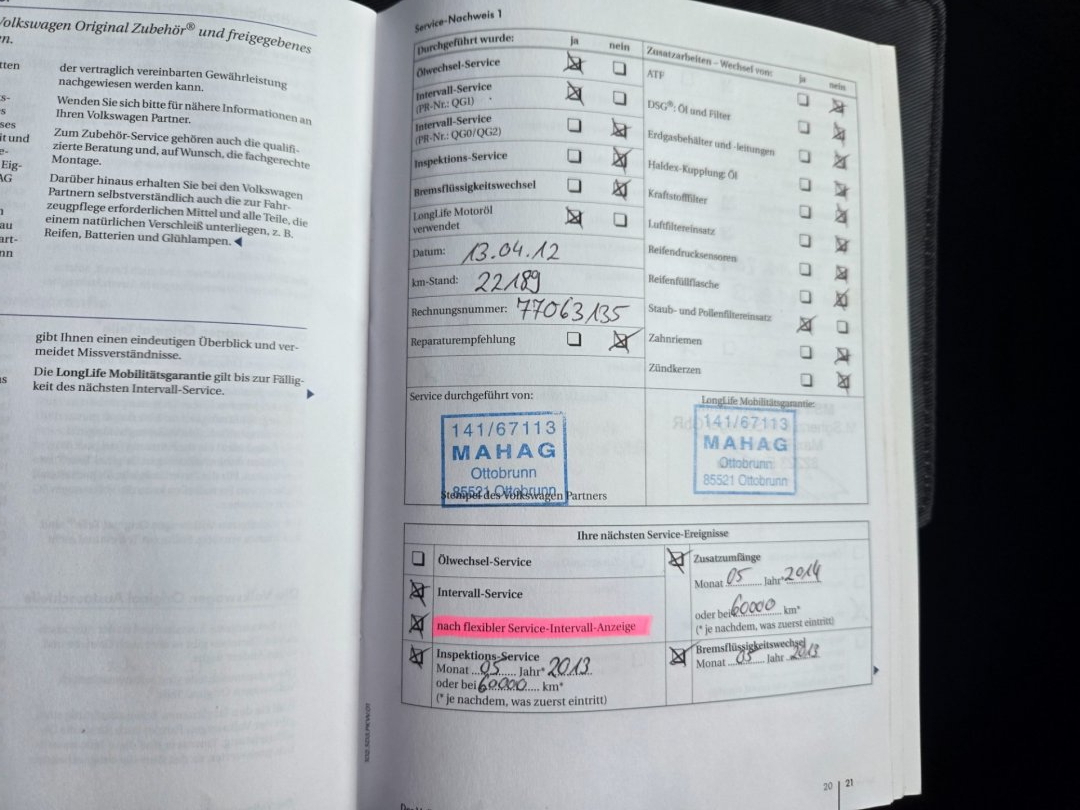 Volkswagen Original Zubehör® und freigegebenes
en.
der vertraglich vereinbarten Gewährleistung
nachgewiesen werden kann.
Wenden Sie sich bitte für nähere Informationen an
Ihren Volkswagen Partner.
Zum Zubehör-Service gehören auch die qualifi-
zierte Beratung und, auf Wunsch, die fachgerechte
Montage.
Darüber hinaus erhalten Sie bei den Volkswagen
Partnern selbstverständlich auch die zur Fahr-
zeugpflege erforderlichen Mittel und alle Teile, die
einem natürlichen Verschleiß unterliegen, z. B.
Reifen, Batterien und Glühlampen.
gibt Ihnen einen eindeutigen Überblick und ver-
meidet Missverständnisse.
Die LongLife Mobilitätsgarantie gilt bis zur Fällig-
keit des nächsten Intervall-Service.
Service-Nachweis 1
Durchgeführt wurde: ja nein
Ölwechsel-Service
Intervall-Service
(PR-Nr.: QG1)
Intervall-Service
(PR-Nr.: QG0/QG2)
Inspektions-Service
Bremsflüssigkeitswechsel
LongLife Motoröl
verwendet
Datum: 13.04.12
km-Stand: 22189
Rechnungsnummer: 77063135
Reparaturempfehlung
Zusatzarbeiten – Wechsel von: ja nein
ATF
DSG®: Öl und Filter
Erdgasbehälter und -leitungen
Haldex-Kupplung: Öl
Kraftstofffilter
Luftfiltereinsatz
Reifendrucksensoren
Reifenfüllflasche
Staub- und Pollenfiltereinsatz
Zahnriemen
Zündkerzen
Service durchgeführt von:
141/67113
MAHAG
Ottobrunn
85521 Ottobrunn
Stempel des Volkswagen Partners
LongLife Mobilitätsgarantie:
141/67113
MAHAG
Ottobrunn
85521 Ottobrunn
Ihre nächsten Service-Ereignisse
Ölwechsel-Service
Intervall-Service
nach flexibler Service-Intervall-Anzeige
Inspektions-Service
Monat 05 Jahr* 2013
oder bei 60000 km*
(* je nachdem, was zuerst eintritt)
Zusatzumfänge
Monat 05 Jahr* 2014
oder bei 60000 km*
(* je nachdem, was zuerst eintritt)
Bremsflüssigkeitswechsel
Monat 05 Jahr 2013
20 | 21